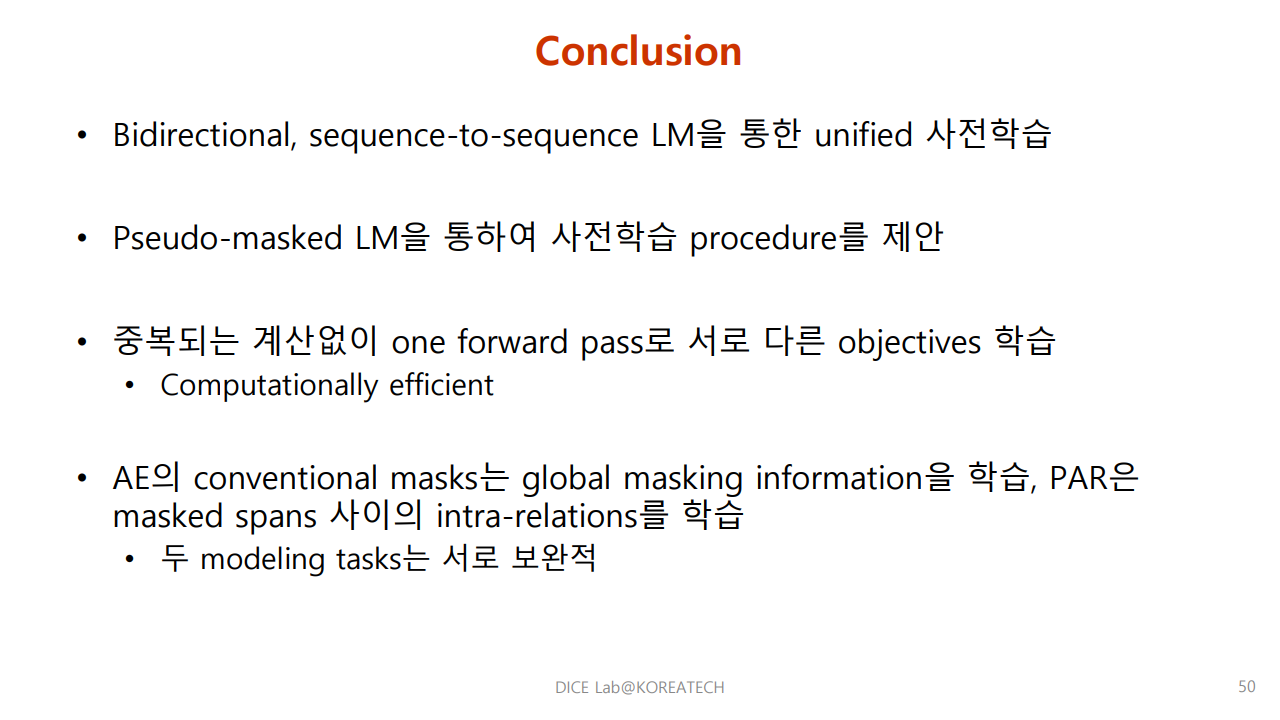 Conclusion
• Bidirectional, sequence-to-sequence LM을 통한 unified 사전학습
• Pseudo-masked LM을 통하여 사전학습 procedure를 제안
• 중복되는 계산없이 one forward pass로 서로 다른 objectives 학습
• Computationally efficient
• AE의 conventional masks는 global masking information을 학습, PAR은
masked spans 사이의 intra-relations를 학습
• 두 modeling tasks는 서로 보완적
DICE Lab@KOREATECH
50